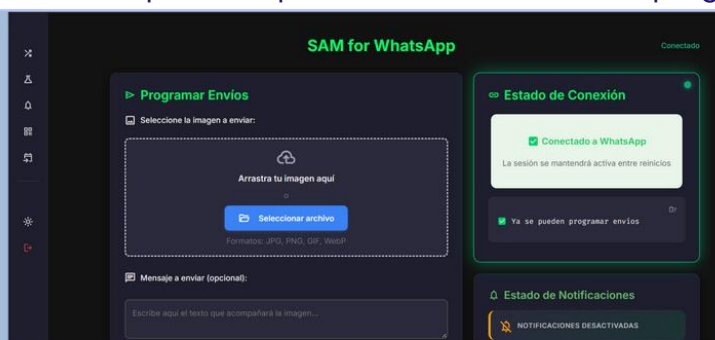 SAM for WhatsApp
Conectado
Programar Envíos
Seleccione la imagen a enviar:
Arrastra tu imagen aquí
o
Seleccionar archivo
Formatos: JPG, PNG, GIF, WebP
Mensaje a enviar (opcional):
Escribe aquí el texto que acompañará la imagen...
Estado de Conexión
Conectado a WhatsApp
La sesión se mantendrá activa entre reinicios
Ya se pueden programar envíos
Estado de Notificaciones
NOTIFICACIONES DESACTIVADAS